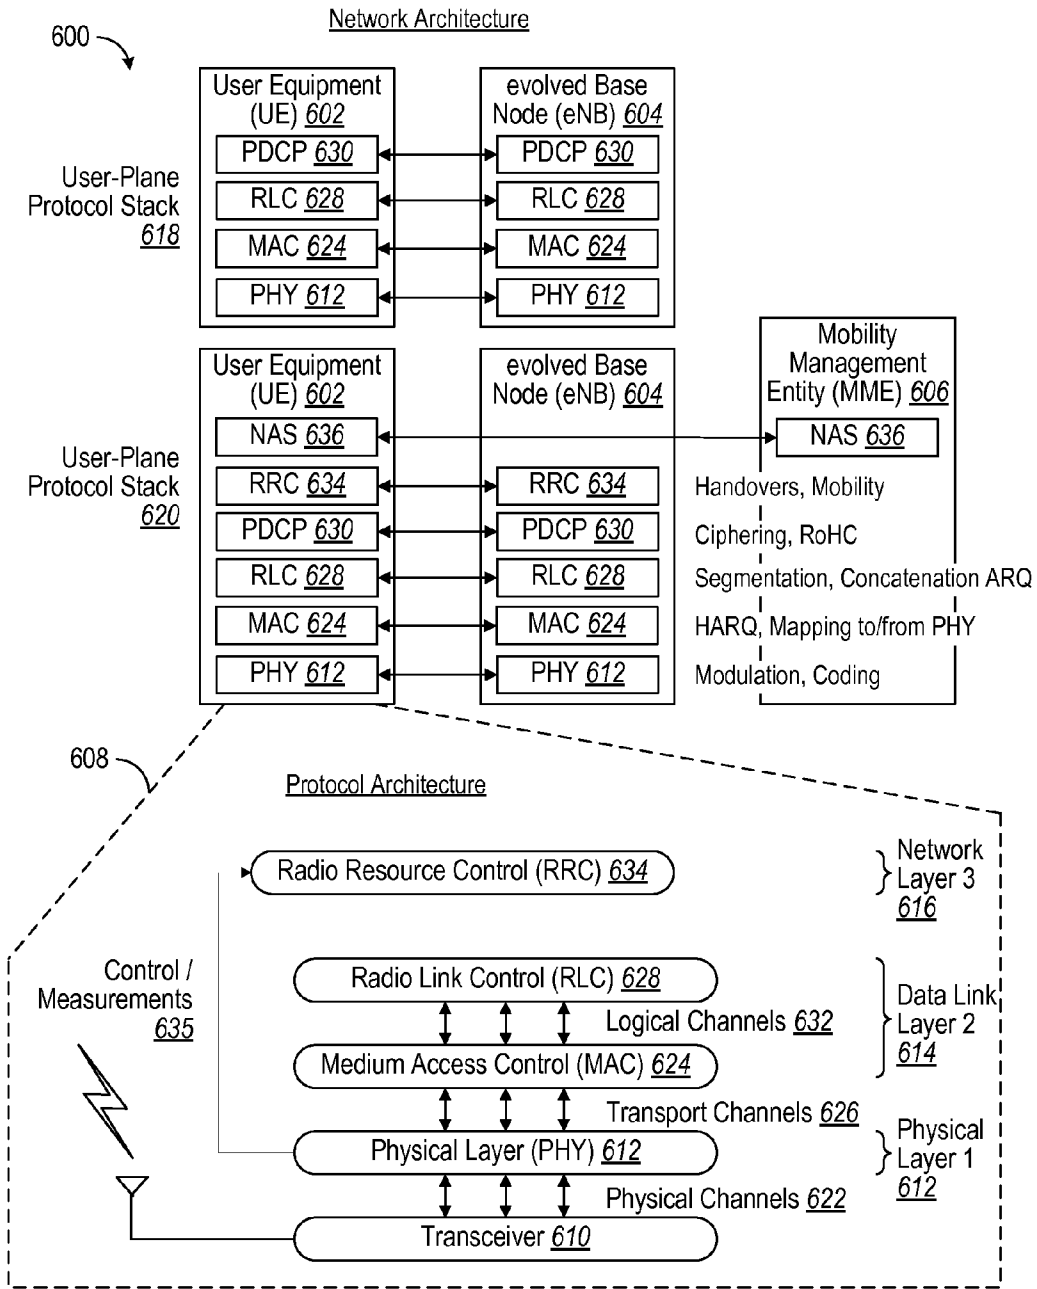 Network Architecture
600
User Equipment
(UE) 602
PDCP 630
RLC 628
MAC 624
PHY 612
evolved Base
Node (eNB) 604
PDCP 630
RLC 628
MAC 624
PHY 612
User-Plane
Protocol Stack
618
User Equipment
(UE) 602
NAS 636
RRC 634
PDCP 630
RLC 628
MAC 624
PHY 612
evolved Base
Node (eNB) 604
RRC 634
PDCP 630
RLC 628
MAC 624
PHY 612
Mobility
Management
Entity (MME) 606
NAS 636
User-Plane
Protocol Stack
620
Handovers, Mobility
Ciphering, RoHC
Segmentation, Concatenation ARQ
HARQ, Mapping to/from PHY
Modulation, Coding
608
Protocol Architecture
Radio Resource Control (RRC) 634
Network
Layer 3
616
Control /
Measurements
635
Radio Link Control (RLC) 628
Logical Channels 632
Medium Access Control (MAC) 624
Data Link
Layer 2
614
Transport Channels 626
Physical Layer (PHY) 612
Physical
Layer 1
612
Physical Channels 622
Transceiver 610